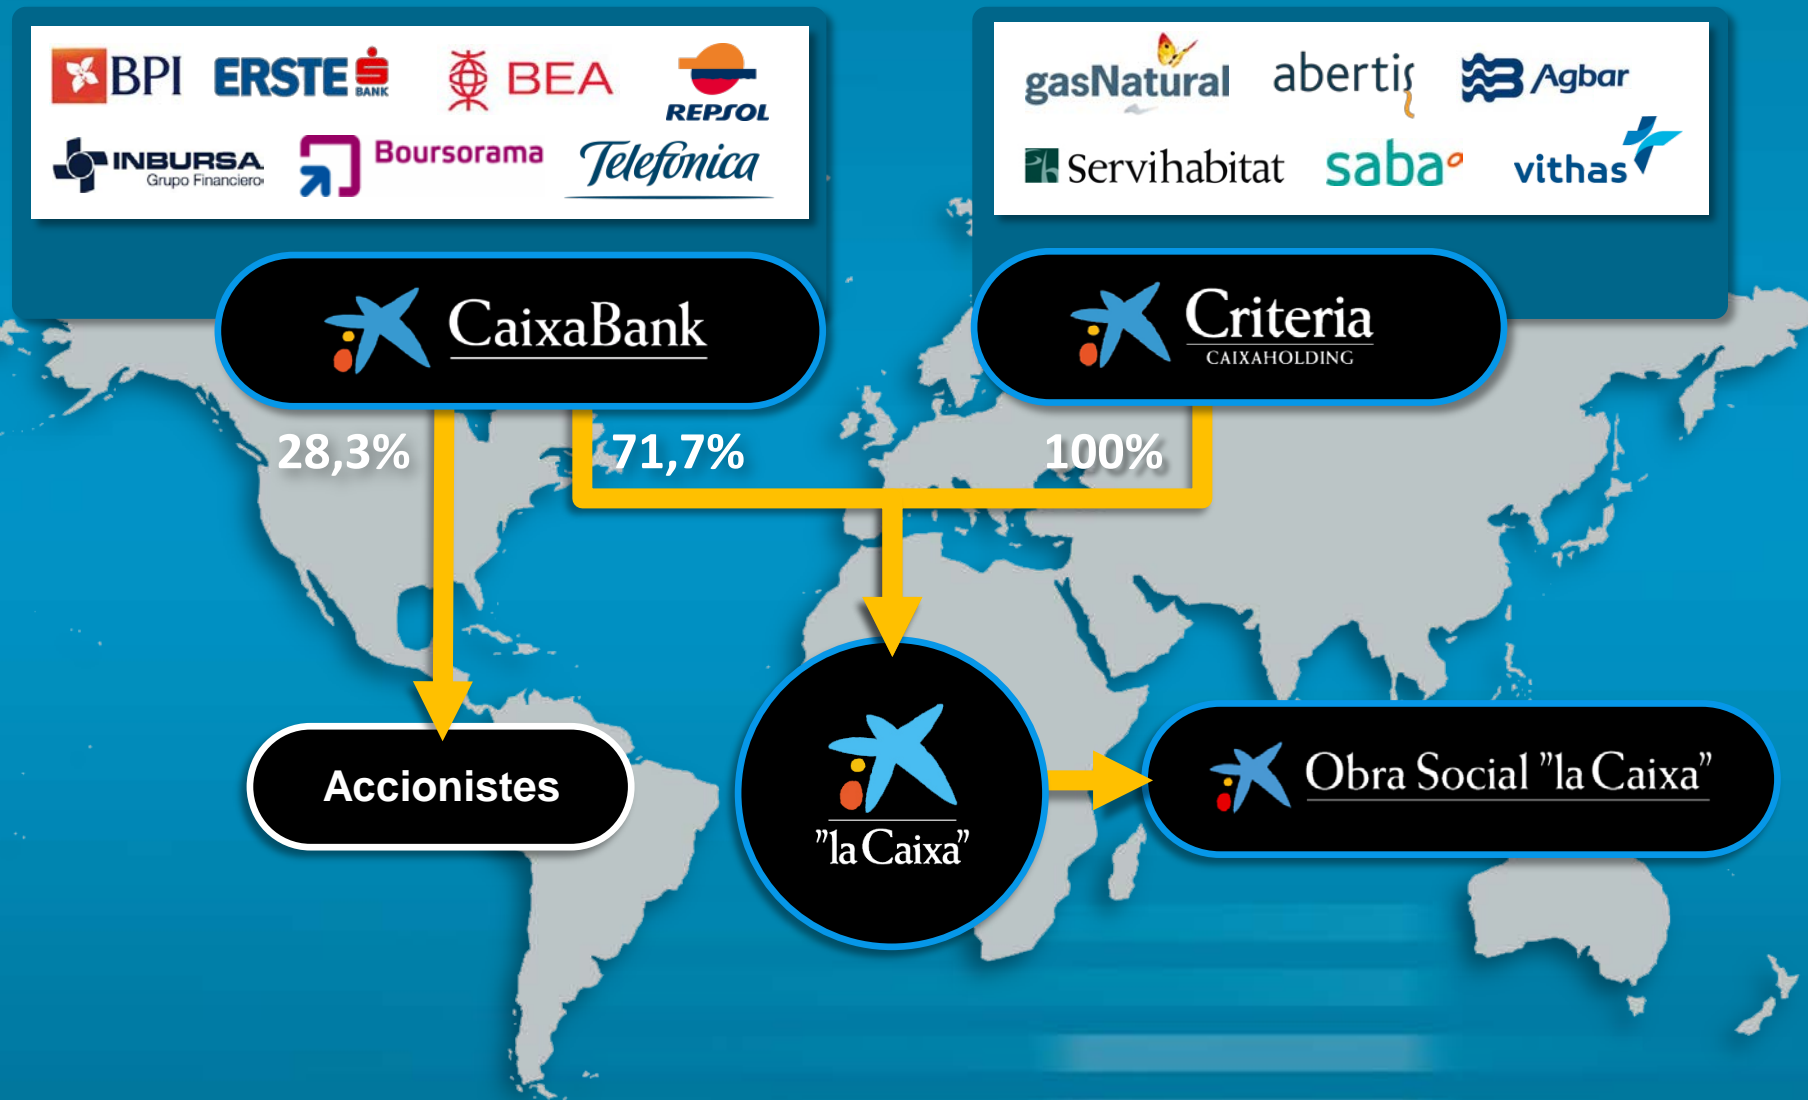 BPI
ERSTE BANK
BEA
REPSOL
INBURSA
Grupo Financiero
Boursorama
Telefónica
gasNatural
abertis
Agbar
Servihabitat
saba
vithas
CaixaBank
Criteria
CAIXAHOLDING
28,3%
71,7%
100%
Accionistes
"la Caixa"
Obra Social "la Caixa"